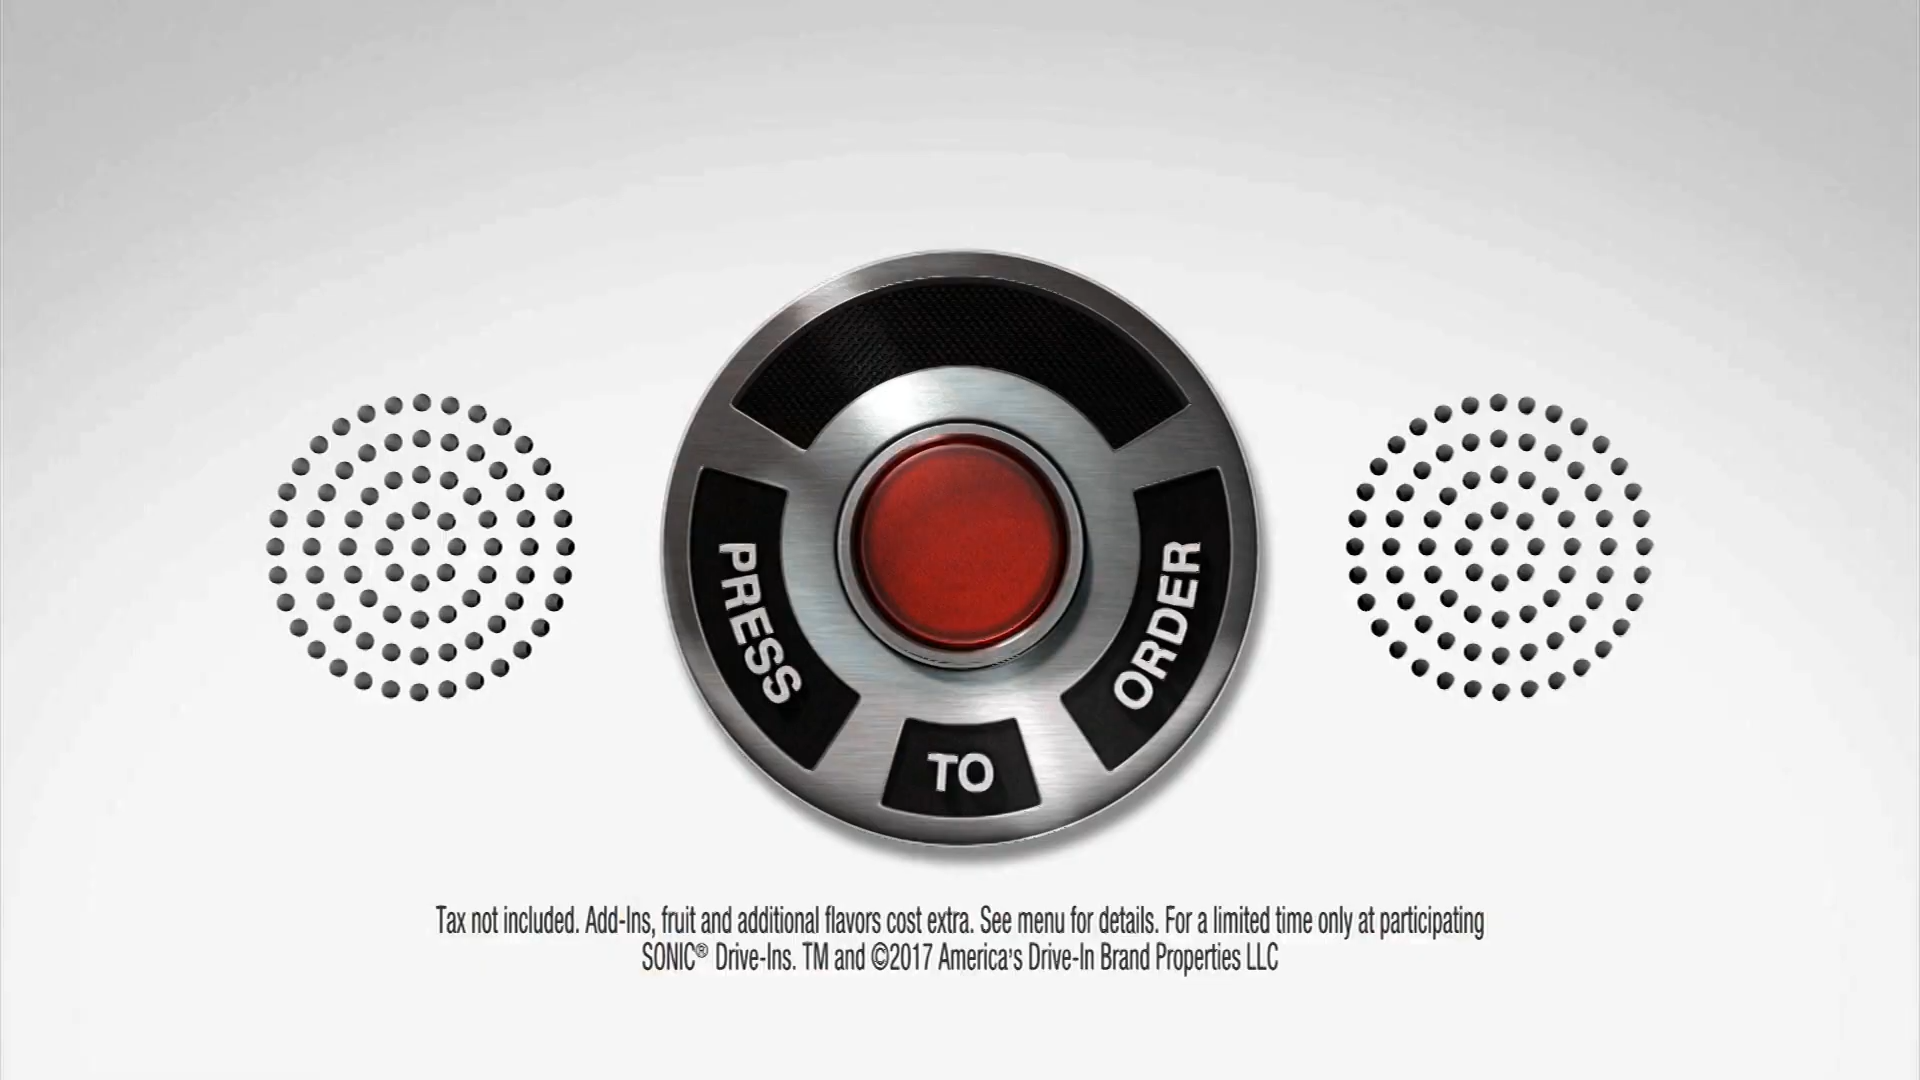 PRESS
TO
ORDER
Tax not included. Add-Ins, fruit and additional flavors cost extra. See menu for details. For a limited time only at participating
SONIC® Drive-Ins. TM and ©2017 America's Drive-In Brand Properties LLC